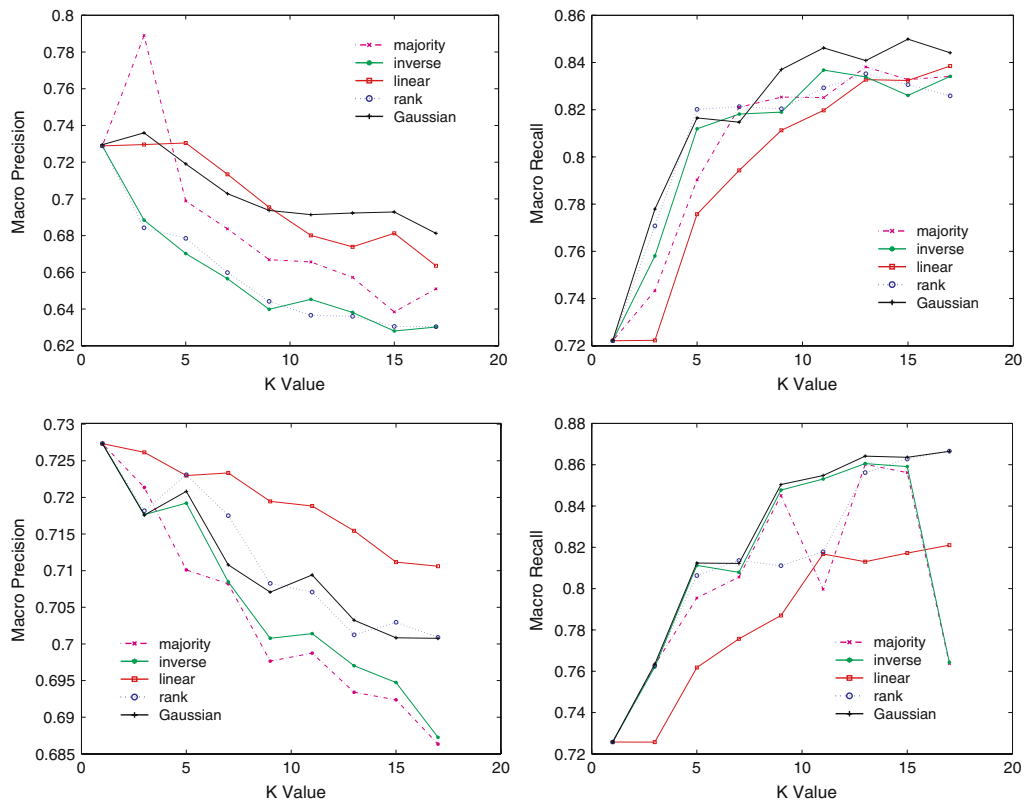 0.8
0.78
0.76
0.74
0.72
0.7
0.68
0.66
0.64
0.62
Macro Precision
majority
inverse
linear
rank
Gaussian
0 5 10 15 20
K Value
0.86
0.84
0.82
0.8
0.78
0.76
0.74
0.72
Macro Recall
majority
inverse
linear
rank
Gaussian
0 5 10 15 20
K Value
0.73
0.725
0.72
0.715
0.71
0.705
0.7
0.695
0.69
0.685
Macro Precision
majority
inverse
linear
rank
Gaussian
0 5 10 15 20
K Value
0.88
0.86
0.84
0.82
0.8
0.78
0.76
0.74
0.72
Macro Recall
majority
inverse
linear
rank
Gaussian
0 5 10 15 20
K Value